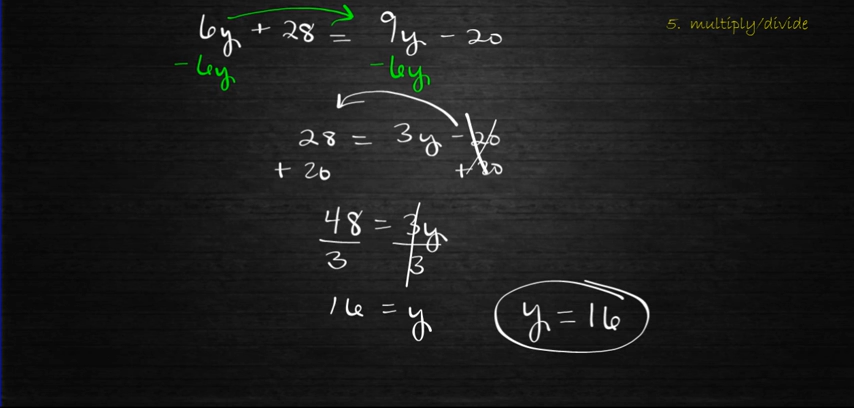 5. multiply/divide
6y + 28 = 9y - 20
-6y -6y
28 = 3y - 20
+ 20 + 20
48 = 3y
3 3
16 = y
y = 16